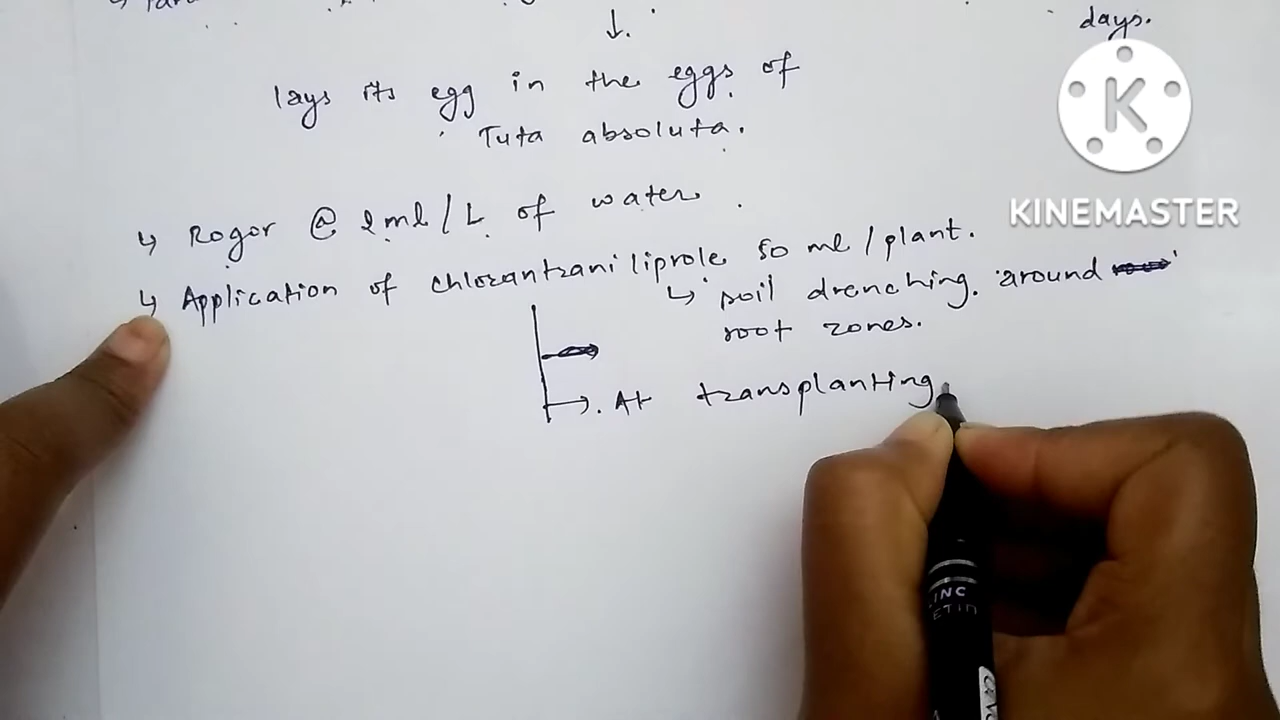 days.
lays its egg in the eggs of
Tuta absoluta.
KINEMASTER
Rogor @ 2ml/L of water
Application of chlorantraniliprole 50 ml/plant.
soil drenching around
root zones.
At transplanting
INC